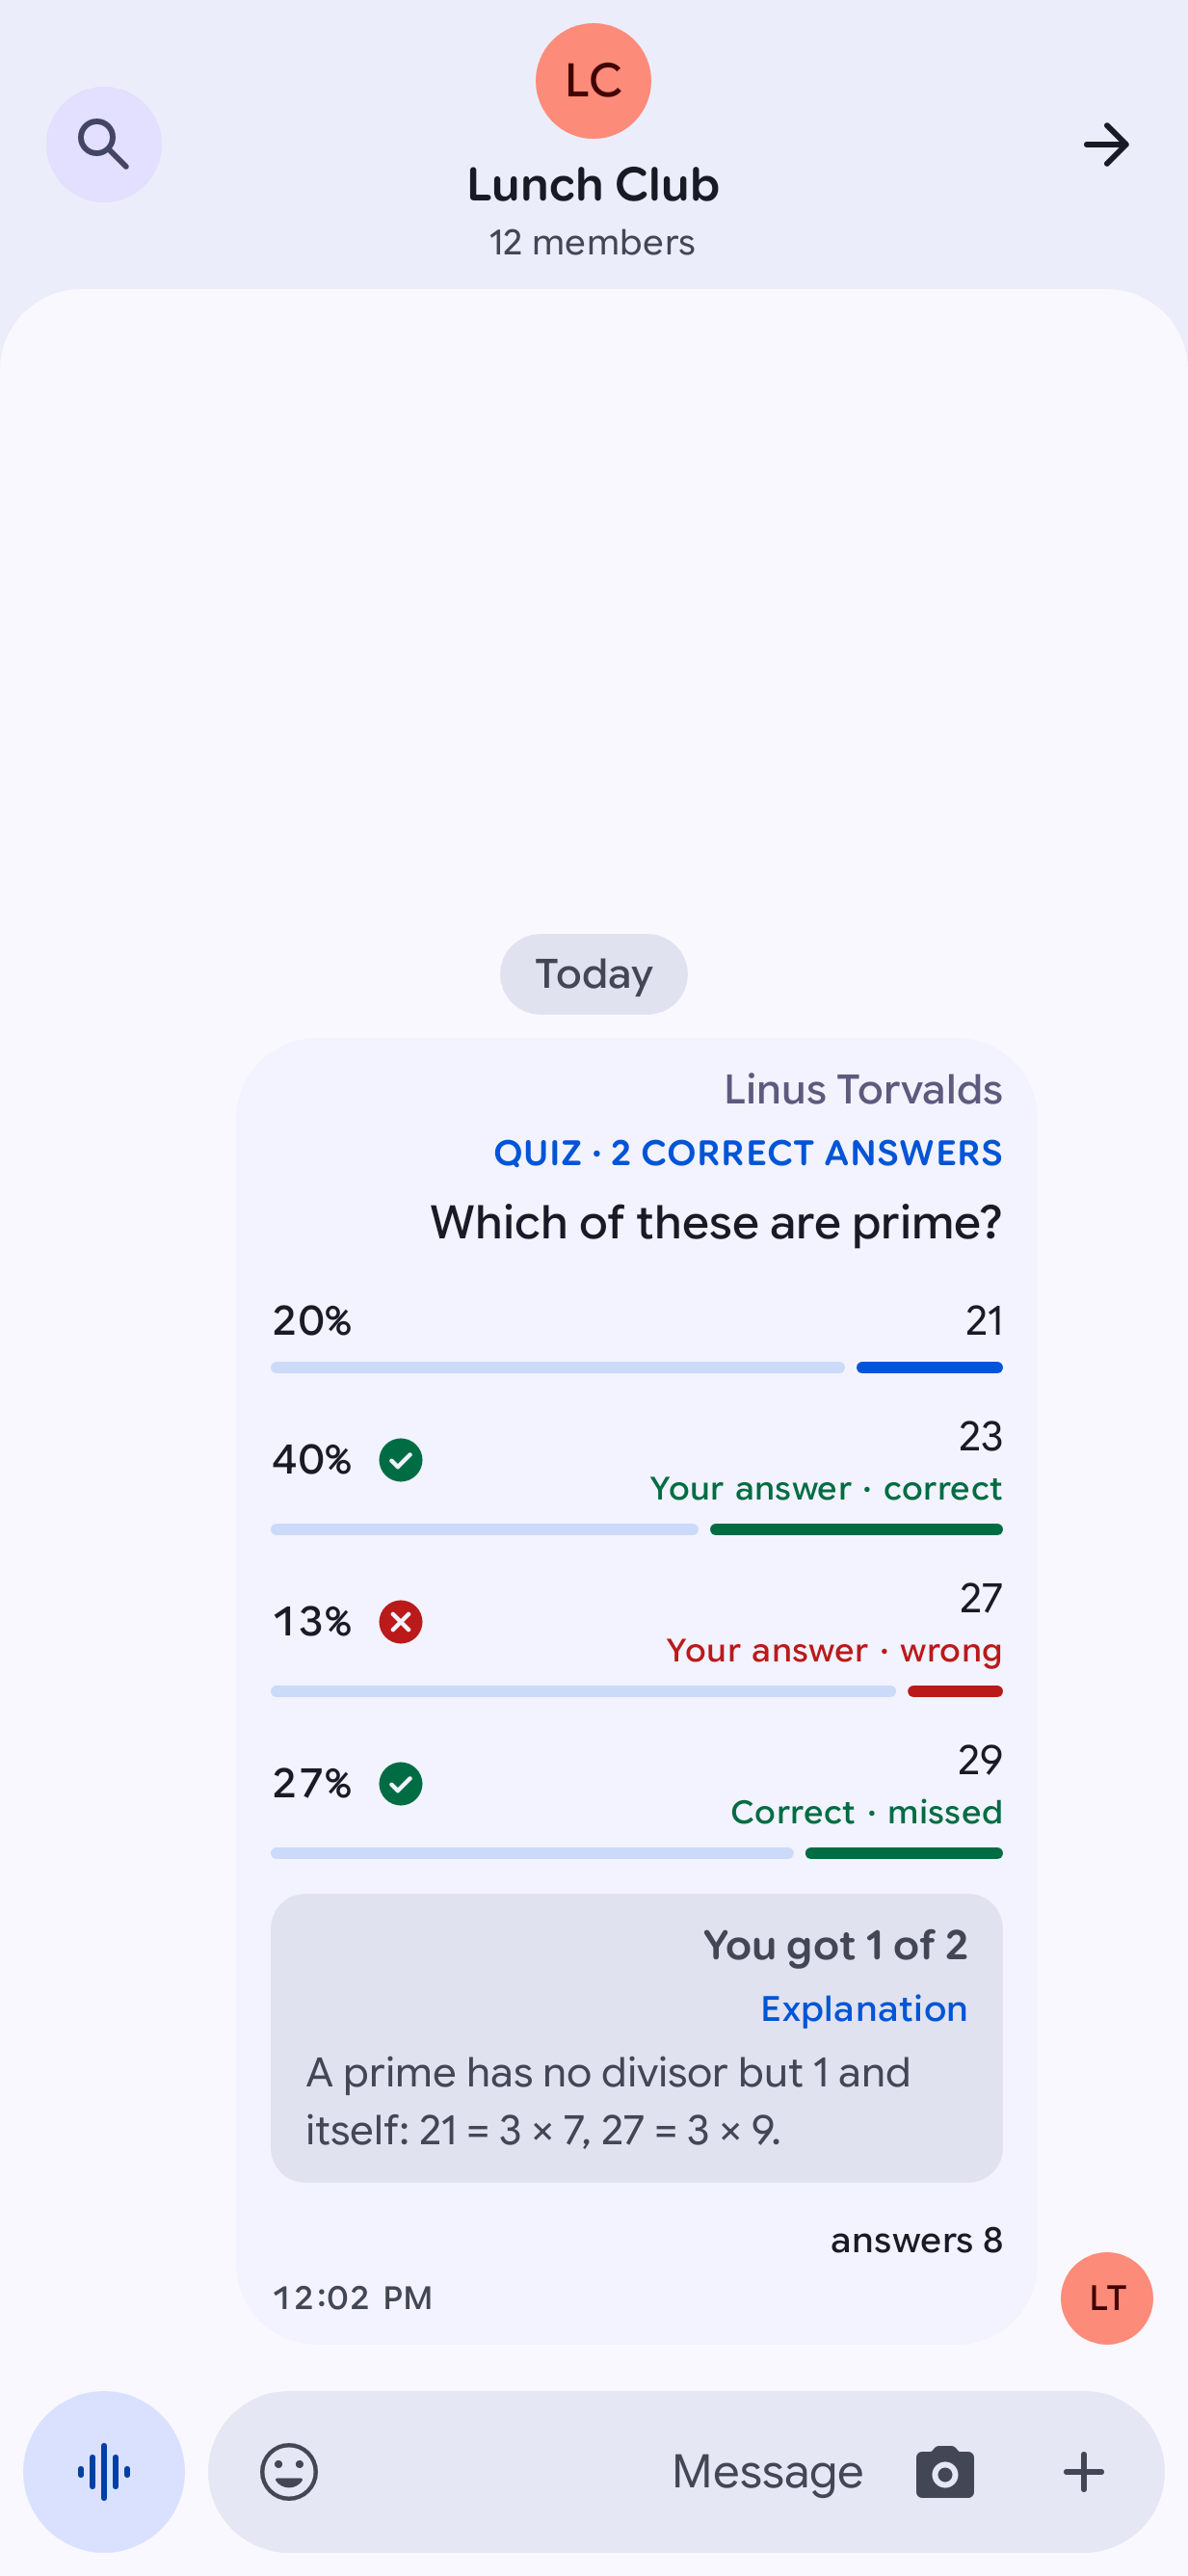 LC
Lunch Club
12 members
Today
Linus Torvalds
QUIZ · 2 CORRECT ANSWERS
Which of these are prime?
20% 21
23
40%
Your answer · correct
27
13%
Your answer · wrong
29
27%
Correct · missed
You got 1 of 2
Explanation
A prime has no divisor but 1 and
itself: 21 = 3 × 7, 27 = 3 × 9.
answers 8
12:02 PM
LT
Message